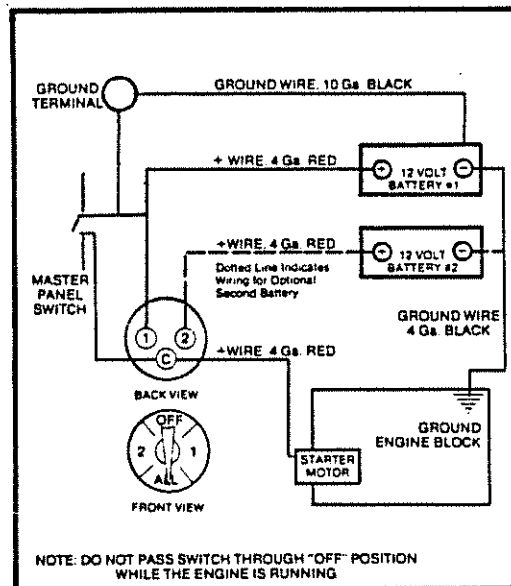 GROUND
TERMINAL
GROUND WIRE, 10 Ga. BLACK
+ WIRE, 4 Ga. RED
+ -
12 VOLT
BATTERY #1
+WIRE, 4 Ga. RED
Dotted Line Indicates
Wiring for Optional
Second Battery
+ -
12 VOLT
BATTERY #2
MASTER
PANEL
SWITCH
1 2
C
BACK VIEW
+WIRE, 4 Ga. RED
GROUND WIRE
4 Ga. BLACK
GROUND
ENGINE BLOCK
STARTER
MOTOR
OFF
2 1
ALL
FRONT VIEW
NOTE: DO NOT PASS SWITCH THROUGH "OFF" POSITION
WHILE THE ENGINE IS RUNNING